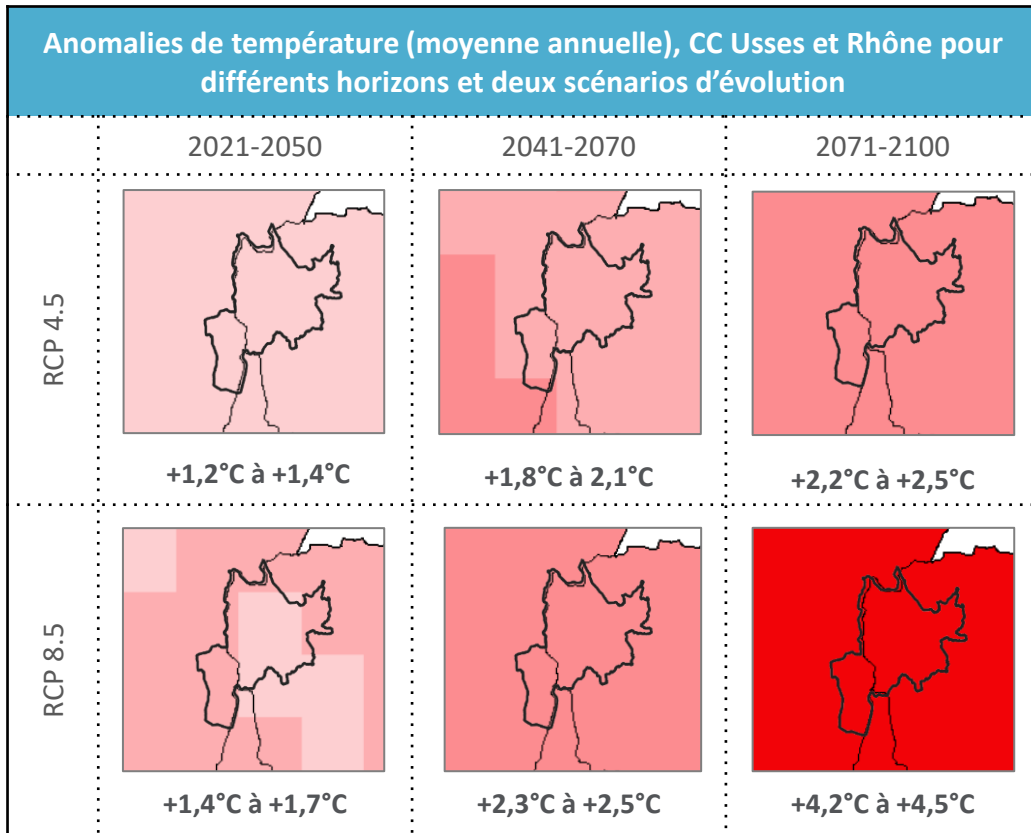 Anomalies de température (moyenne annuelle), CC Usses et Rhône pour
différents horizons et deux scénarios d’évolution
2021-2050
2041-2070
2071-2100
RCP 4.5
+1,2°C à +1,4°C
+1,8°C à 2,1°C
+2,2°C à +2,5°C
RCP 8.5
+1,4°C à +1,7°C
+2,3°C à +2,5°C
+4,2°C à +4,5°C